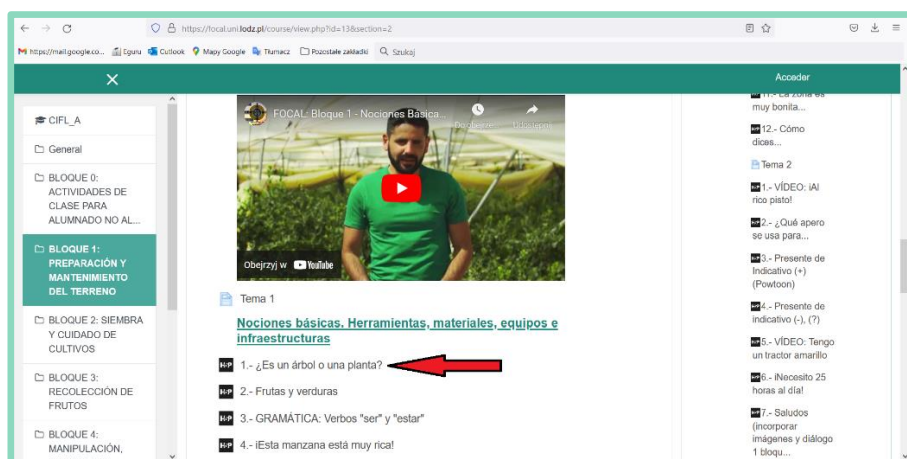 https://focal.uni.lodz.pl/course/view.php?id=13&section=2
https://mail.google.co... Eguru Outlook Mapy Google Tłumacz Pozostałe zakładki Szukaj
Acceder
CIFL_A
General
BLOQUE 0:
ACTIVIDADES DE
CLASE PARA
ALUMNADO NO AL...
BLOQUE 1:
PREPARACIÓN Y
MANTENIMIENTO
DEL TERRENO
BLOQUE 2: SIEMBRA
Y CUIDADO DE
CULTIVOS
BLOQUE 3:
RECOLECCIÓN DE
FRUTOS
BLOQUE 4:
MANIPULACIÓN,
FOCAL: Bloque 1 - Nociones Básica...
Do obejrze... Udostępnij
Obejrzyj w YouTube
Tema 1
Nociones básicas. Herramientas, materiales, equipos e
infraestructuras
H-P 1.- ¿Es un árbol o una planta?
H-P 2.- Frutas y verduras
H-P 3.- GRAMÁTICA: Verbos "ser" y "estar"
H-P 4.- ¡Esta manzana está muy rica!
11.- La zona es
muy bonita...
12.- Cómo
dices...
Tema 2
1.- VÍDEO: ¡Al
rico pisto!
2.- ¿Qué apero
se usa para...
3.- Presente de
Indicativo (+)
(Powtoon)
4.- Presente de
indicativo (-), (?)
5.- VÍDEO: Tengo
un tractor amarillo
6.- ¡Necesito 25
horas al día!
7.- Saludos
(incorporar
imágenes y diálogo
1 bloqu...